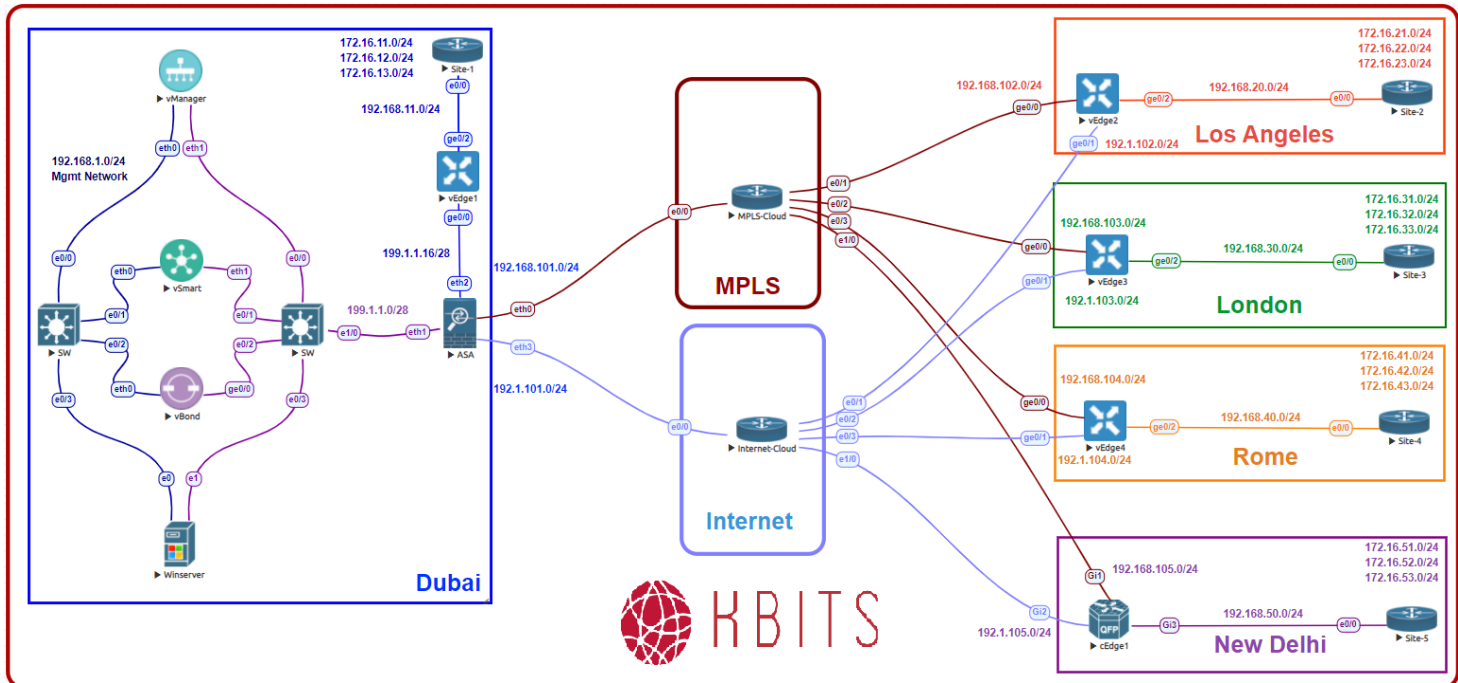 172.16.11.0/24
172.16.12.0/24
172.16.13.0/24
Site-1
e0/0
192.168.11.0/24
ge0/2
vEdge1
ge0/0
199.1.1.16/28
eth2
ASA
vManager
eth0
eth1
192.168.1.0/24
Mgmt Network
e0/0
e0/0
eth0
vSmart
eth1
e0/1
e0/1
SW
e0/2
e0/2
SW
e1/0
199.1.1.0/28
eth1
eth0
vBond
ge0/0
e0/3
e0/3
e0
e1
Winserver
Dubai
192.168.101.0/24
eth0
eth3
192.1.101.0/24
e0/0
MPLS-Cloud
e0/1
e0/2
e0/3
e1/0
MPLS
e0/0
Internet-Cloud
e0/1
e0/2
e0/3
e1/0
Internet
KBITS
192.168.102.0/24
ge0/0
vEdge2
ge0/1
192.1.102.0/24
ge0/2
192.168.20.0/24
e0/0
172.16.21.0/24
172.16.22.0/24
172.16.23.0/24
Site-2
Los Angeles
192.168.103.0/24
ge0/0
vEdge3
ge0/1
192.1.103.0/24
ge0/2
192.168.30.0/24
e0/0
172.16.31.0/24
172.16.32.0/24
172.16.33.0/24
Site-3
London
192.168.104.0/24
ge0/0
vEdge4
ge0/1
192.1.104.0/24
ge0/2
192.168.40.0/24
e0/0
172.16.41.0/24
172.16.42.0/24
172.16.43.0/24
Site-4
Rome
Gi1
192.168.105.0/24
Gi2
192.1.105.0/24
QFP
cEdge1
Gi3
192.168.50.0/24
e0/0
172.16.51.0/24
172.16.52.0/24
172.16.53.0/24
Site-5
New Delhi